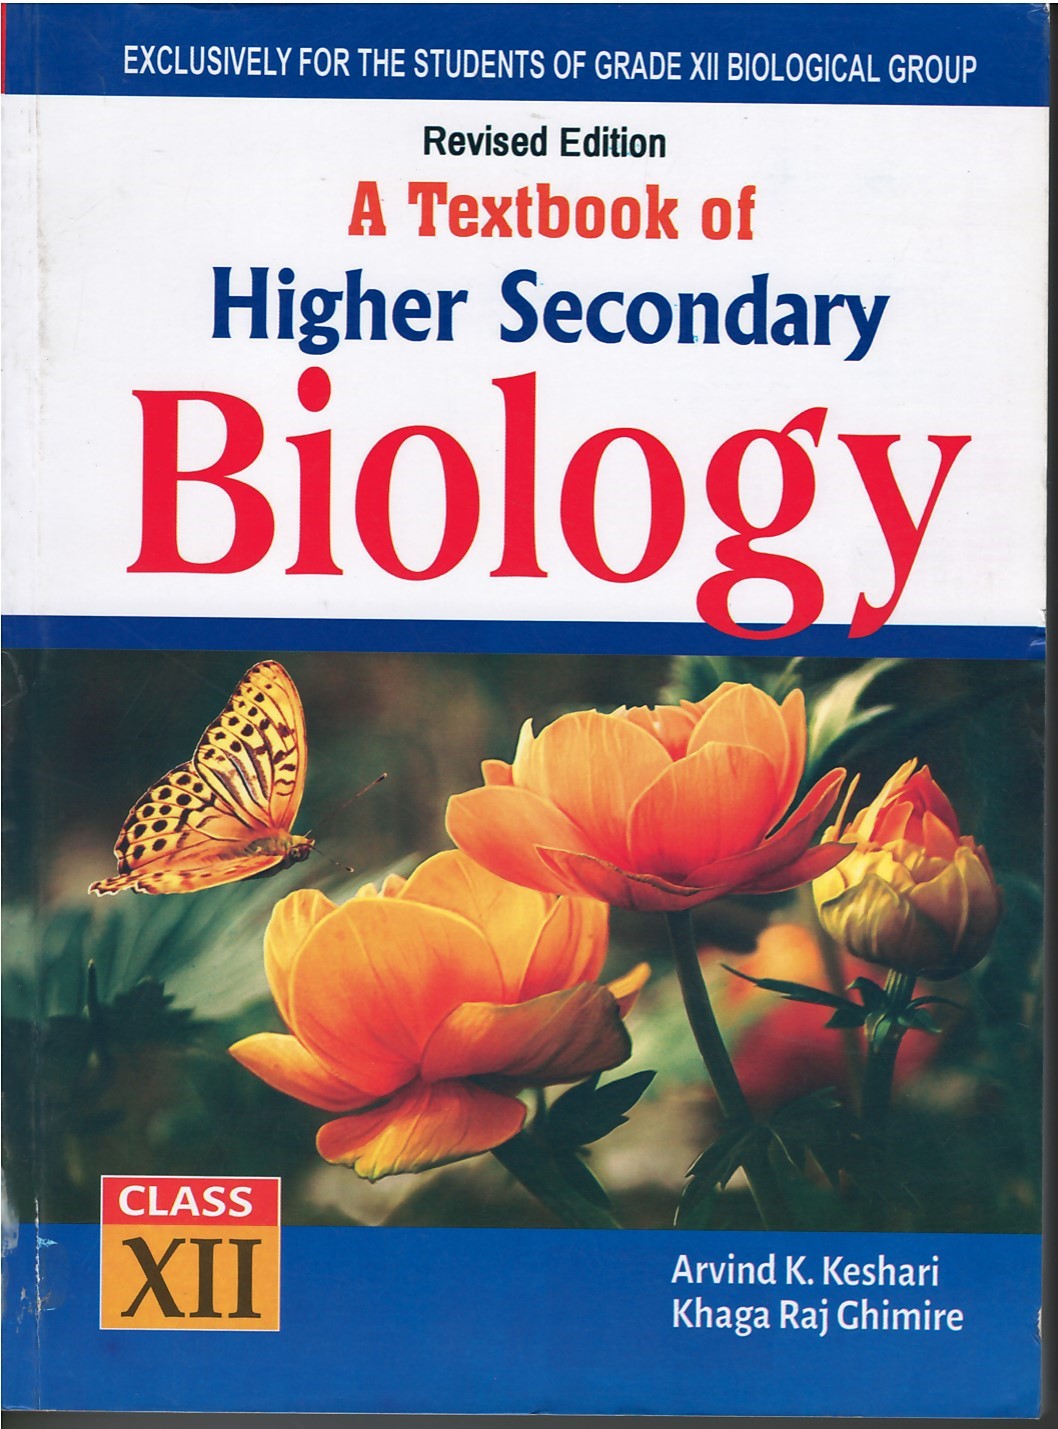 EXCLUSIVELY FOR THE STUDENTS OF GRADE XII BIOLOGICAL GROUP
Revised Edition
A Textbook of
Higher Secondary
Biology
CLASS
XII
Arvind K. Keshari
Khaga Raj Ghimire